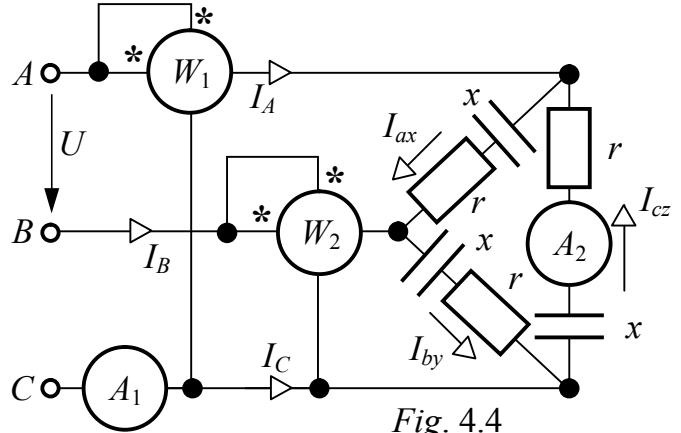 * *
A W₁
I_A x
I_ax r
U r I_cz
* *
B W₂ x A₂
I_B r
I_by x
I_C
C A₁
Fig. 4.4